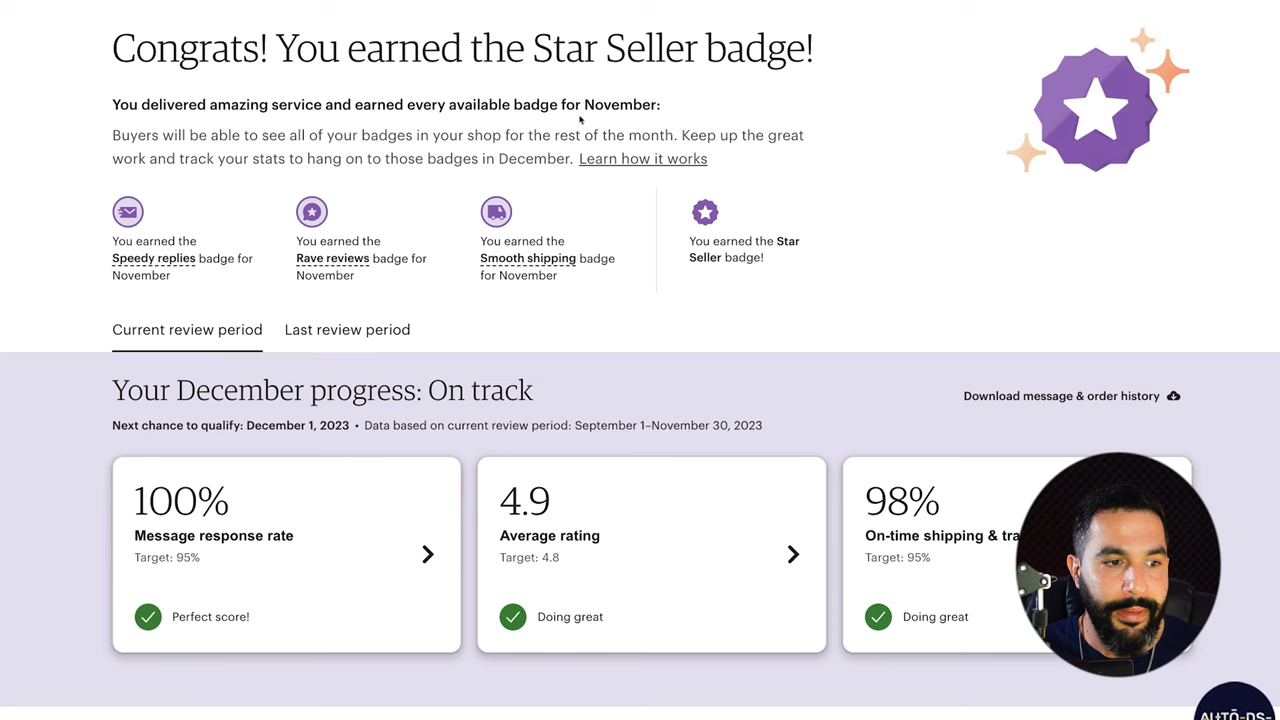 Congrats! You earned the Star Seller badge!
You delivered amazing service and earned every available badge for November:
Buyers will be able to see all of your badges in your shop for the rest of the month. Keep up the great
work and track your stats to hang on to those badges in December. Learn how it works
You earned the
Speedy replies badge for
November
You earned the
Rave reviews badge for
November
You earned the
Smooth shipping badge
for November
You earned the Star
Seller badge!
Current review period
Last review period
Your December progress: On track
Download message & order history
Next chance to qualify: December 1, 2023 • Data based on current review period: September 1–November 30, 2023
100%
Message response rate
Target: 95%
Perfect score!
4.9
Average rating
Target: 4.8
Doing great
98%
On-time shipping &
Target: 95%
Doing great